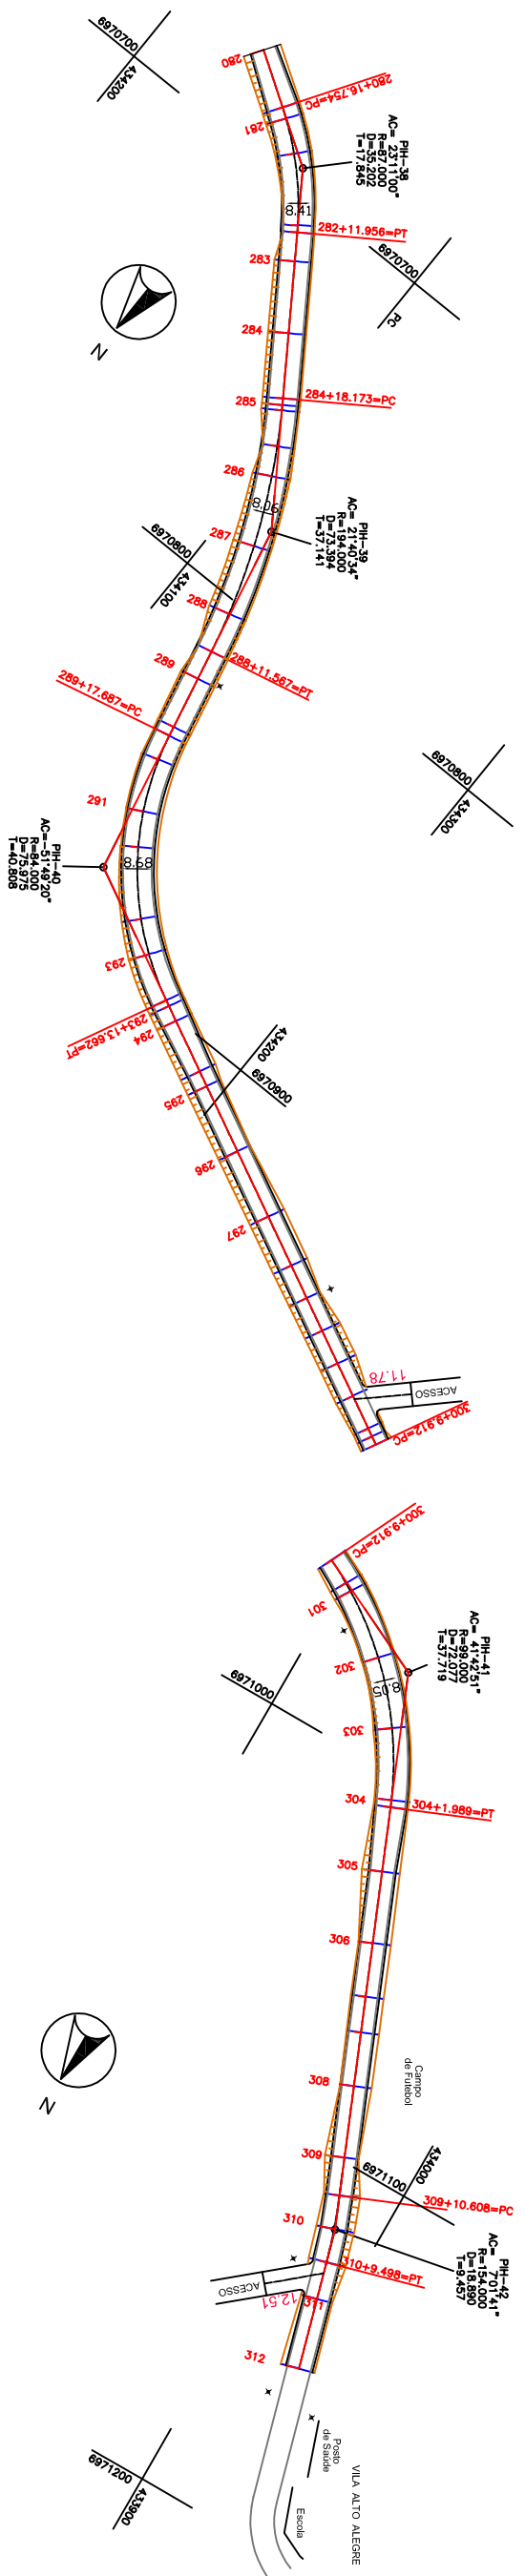 6970700
434200
280
280+16.754=PC
281
PIH-38
AC= 23°11'00"
R=87.000
D=35.202
T=17.845
8.41
282+11.956=PT
283
6970700
PC
N
284
284+18.173=PC
285
286
8.06
PIH-39
AC= 21°40'34"
R=194.000
D=73.394
T=37.141
287
6970800
434100
288
288+11.567=PT
289
289+17.687=PC
6970800
434300
291
8.68
PIH-40
AC=-51°49'20"
R=84.000
D=75.975
T=40.808
293
293+13.662=PT
294
434200
6970900
295
296
297
11.78
ACESSO
300+9.912=PC
300+9.912=PC
301
PIH-41
AC= 41°42'51"
R=99.000
D=72.077
T=37.719
302
8.05
6971000
303
304
304+1.989=PT
305
306
N
Campo
de Futebol
308
309
434000
6971100
309+10.608=PC
310
PIH-42
AC= 7°01'41"
R=154.000
D=18.890
T=9.457
310+9.498=PT
ACESSO
12.51
311
312
6971200
433900
Posto
de Saúde
VILA ALTO ALEGRE
Escola